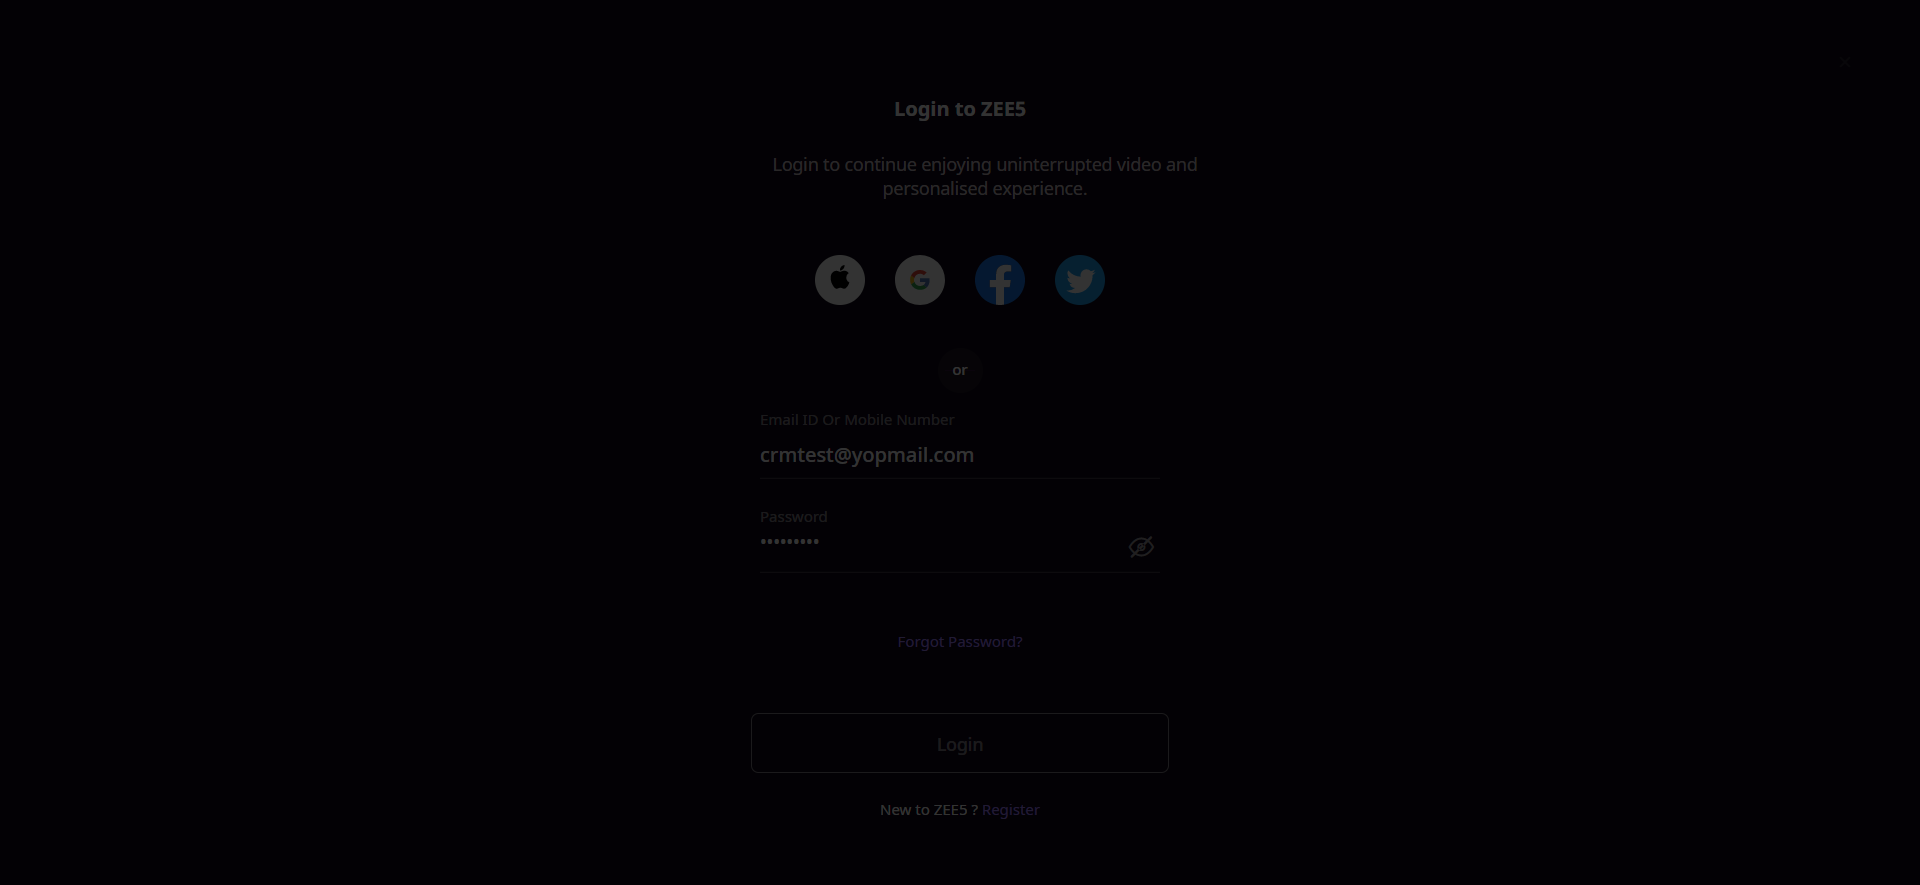 Login to ZEE5
Login to continue enjoying uninterrupted video and
personalised experience.
or
Email ID Or Mobile Number
crmtest@yopmail.com
Password
•••••••••
Forgot Password?
Login
New to ZEE5 ? Register